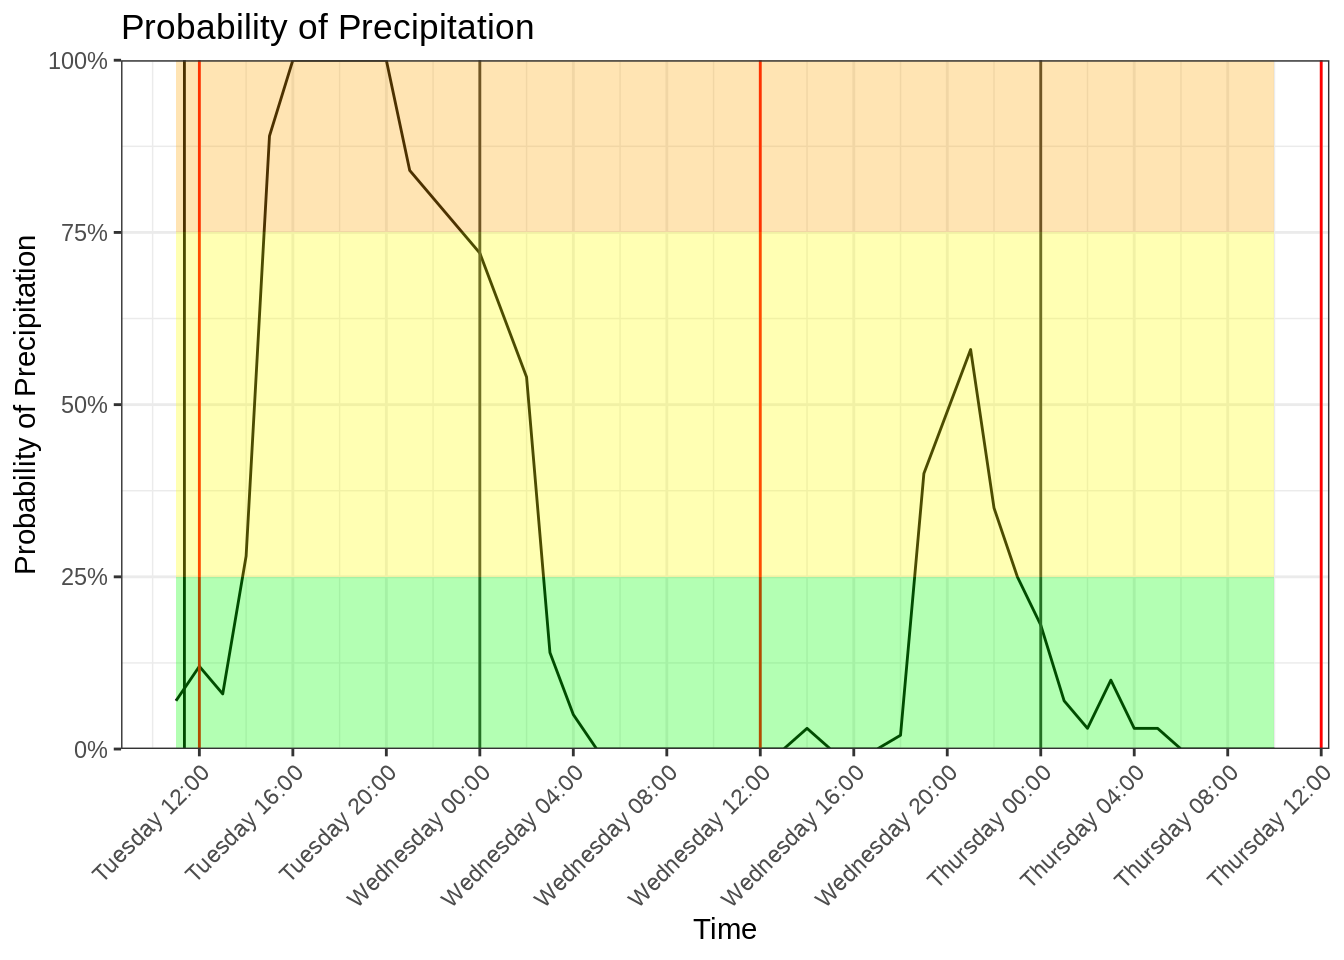 Probability of Precipitation
Probability of Precipitation
100%
75%
50%
25%
0%
Tuesday 12:00
Tuesday 16:00
Tuesday 20:00
Wednesday 00:00
Wednesday 04:00
Wednesday 08:00
Wednesday 12:00
Wednesday 16:00
Wednesday 20:00
Thursday 00:00
Thursday 04:00
Thursday 08:00
Thursday 12:00
Time